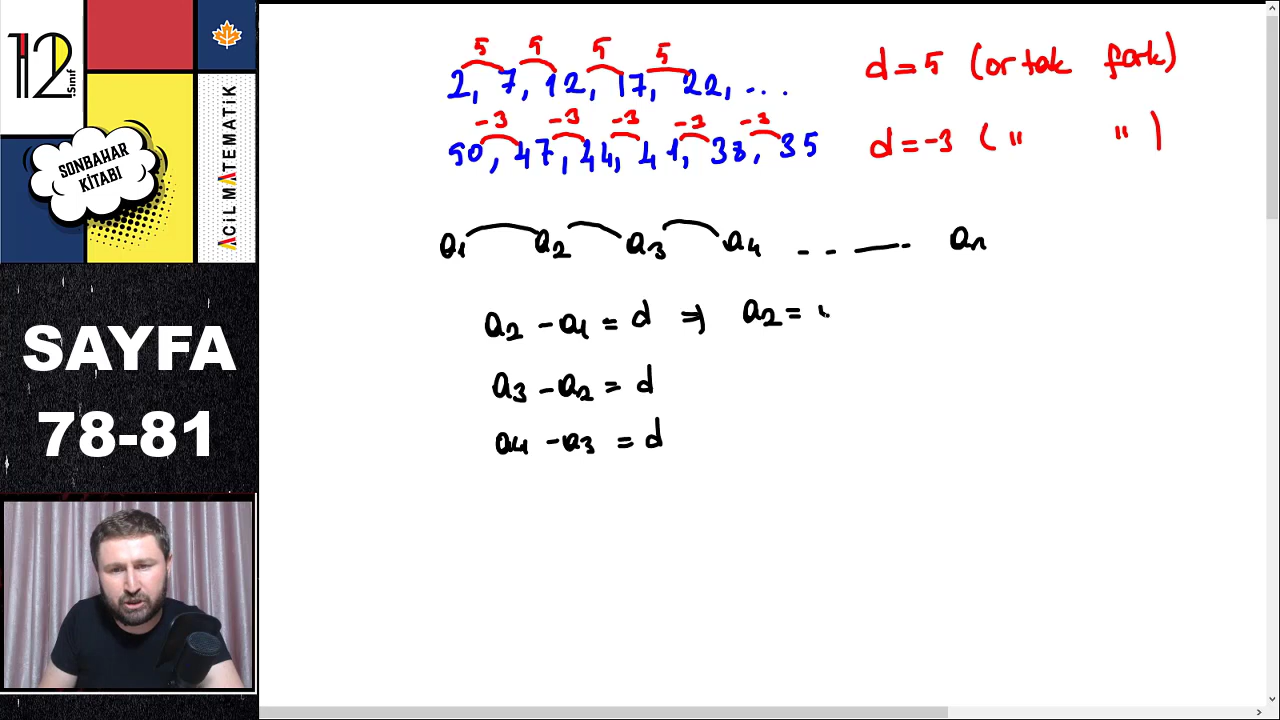 12
.Sınıf
SONBAHAR
KİTABI
ACİLMATEMATİK
SAYFA
78-81
5 5 5 5
2, 7, 12, 17, 22, ...
d = 5 (ortak fark)
-3 -3 -3 -3 -3
50, 47, 44, 41, 38, 35
d = -3 ( " " )
a1 a2 a3 a4 .. —. an
a2 - a1 = d ⇒ a2 =
a3 - a2 = d
a4 - a3 = d